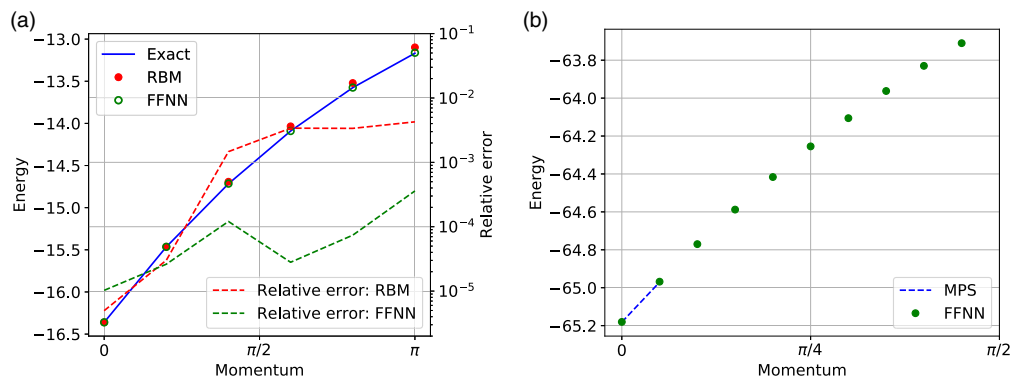 (a)
−13.0
−13.5
−14.0
−14.5
−15.0
−15.5
−16.0
−16.5
Energy
Exact
RBM
FFNN
Relative error: RBM
Relative error: FFNN
10⁻¹
10⁻²
10⁻³
10⁻⁴
10⁻⁵
Relative error
0
π/2
π
Momentum
(b)
−63.8
−64.0
−64.2
−64.4
−64.6
−64.8
−65.0
−65.2
Energy
MPS
FFNN
0
π/4
π/2
Momentum